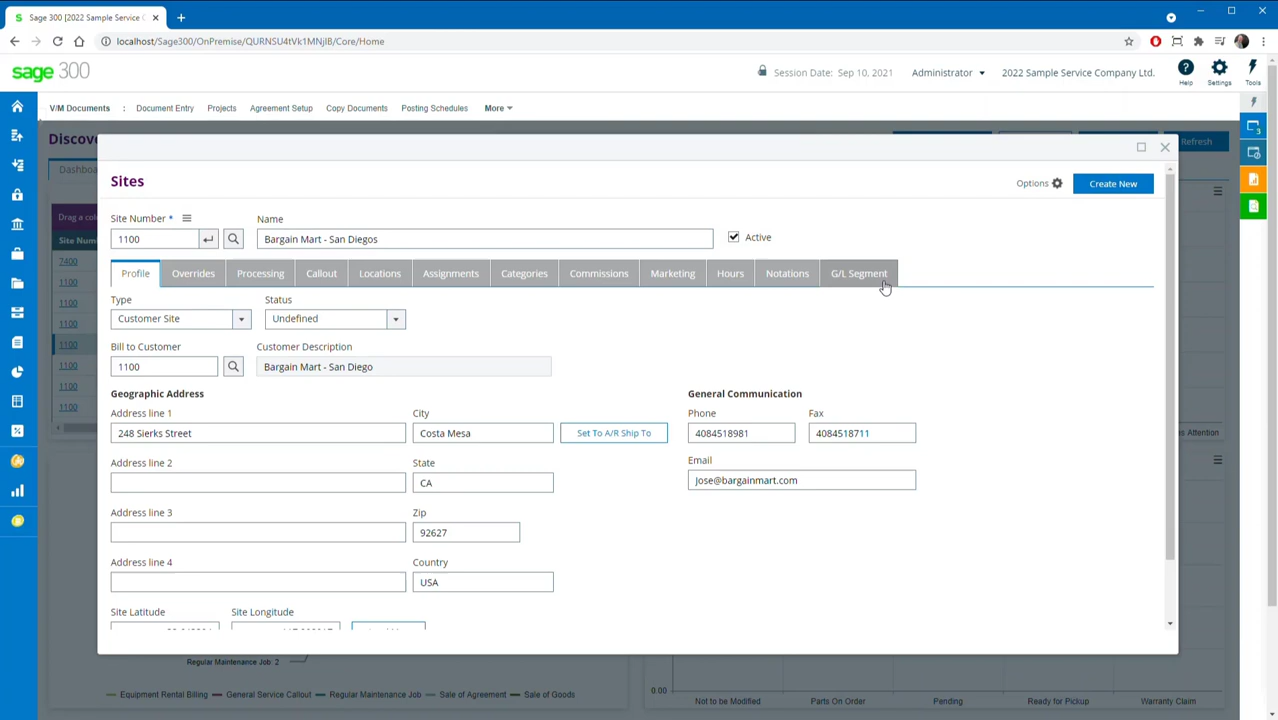 Sage 300 [2022 Sample Service C
localhost/Sage300/OnPremise/QURNSU4tVk1MNjIB/Core/Home
sage 300
Session Date: Sep 10, 2021
Administrator
2022 Sample Service Company Ltd.
Help
Settings
Tools
V/M Documents :
Document Entry
Projects
Agreement Setup
Copy Documents
Posting Schedules
More
Discove
Refresh
3
Dashboa
Sites
Options
Create New
Drag a colu
Site Number *
Name
1100
Bargain Mart - San Diegos
Active
Site Num
7400
1100
1100
1100
1100
1100
1100
1100
Profile
Overrides
Processing
Callout
Locations
Assignments
Categories
Commissions
Marketing
Hours
Notations
G/L Segment
Type
Status
Customer Site
Undefined
Bill to Customer
Customer Description
1100
Bargain Mart - San Diego
Geographic Address
General Communication
Address line 1
City
Phone
Fax
248 Sierks Street
Costa Mesa
Set To A/R Ship To
4084518981
4084518711
es Attention
Address line 2
State
Email
CA
Jose@bargainmart.com
Address line 3
Zip
92627
Address line 4
Country
USA
Site Latitude
Site Longitude
Regular Maintenance Job 2
Equipment Rental Billing
General Service Callout
Regular Maintenance Job
Sale of Agreement
Sale of Goods
0.00
Not to be Modified
Parts On Order
Pending
Ready for Pickup
Warranty Claim